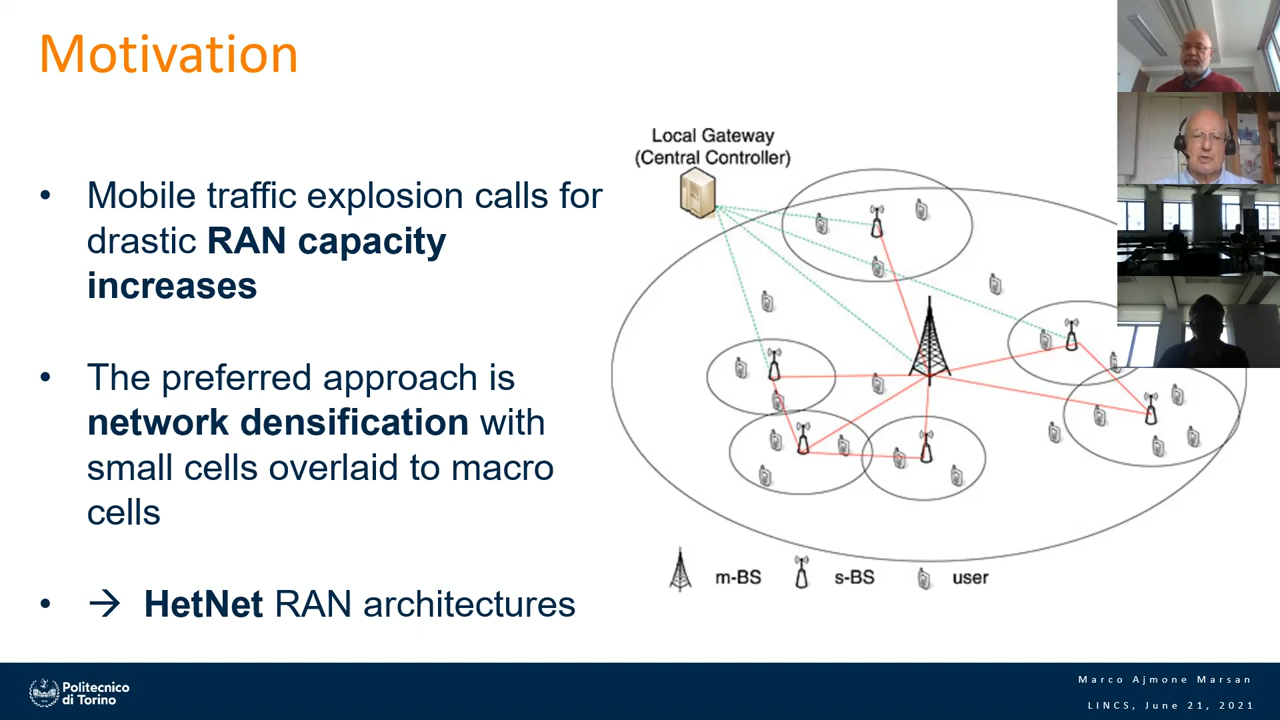 Motivation
• Mobile traffic explosion calls for
drastic RAN capacity
increases
• The preferred approach is
network densification with
small cells overlaid to macro
cells
• → HetNet RAN architectures
Local Gateway
(Central Controller)
m-BS
s-BS
user
Politecnico
di Torino
Marco Ajmone Marsan
LINCS, June 21, 2021